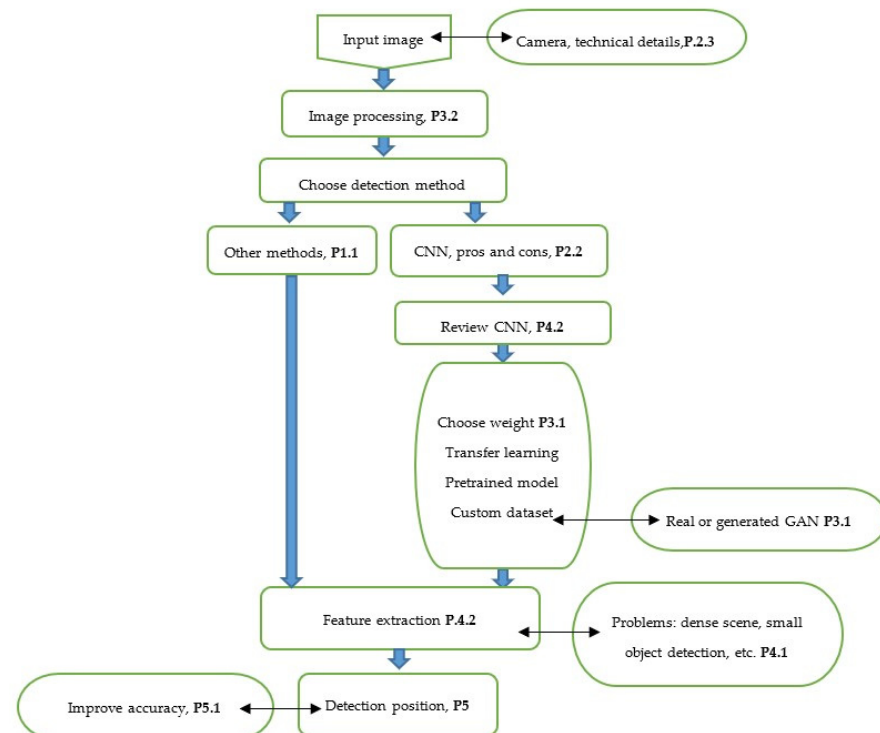 Input image
Camera, technical details,P.2.3
Image processing, P3.2
Choose detection method
Other methods, P1.1
CNN, pros and cons, P2.2
Review CNN, P4.2
Choose weight P3.1
Transfer learning
Pretrained model
Custom dataset
Real or generated GAN P3.1
Feature extraction P.4.2
Problems: dense scene, small
object detection, etc. P4.1
Improve accuracy, P5.1
Detection position, P5